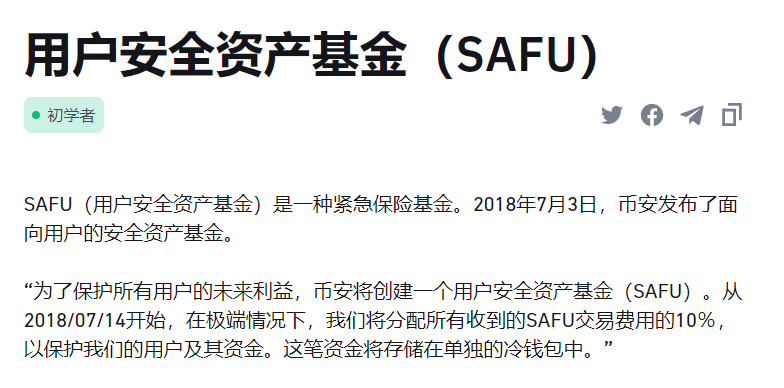 用户安全资产基金（SAFU）
初学者
SAFU（用户安全资产基金）是一种紧急保险基金。2018年7月3日，币安发布了面
向用户的安全资产基金。
“为了保护所有用户的未来利益，币安将创建一个用户安全资产基金（SAFU）。从
2018/07/14开始，在极端情况下，我们将分配所有收到的SAFU交易费用的10%，
以保护我们的用户及其资金。这笔资金将存储在单独的冷钱包中。”